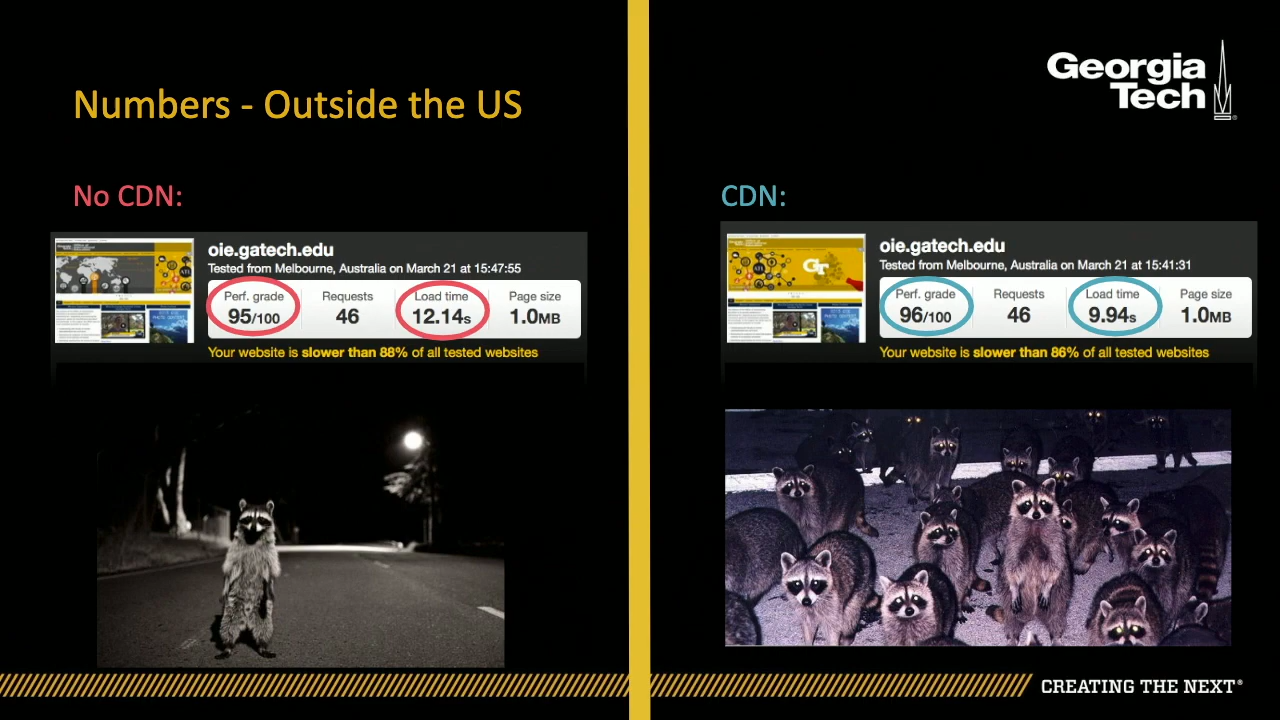 Georgia
Tech
Numbers - Outside the US
No CDN:
oie.gatech.edu
Tested from Melbourne, Australia on March 21 at 15:47:55
Perf. grade Requests Load time Page size
95/100 46 12.14s 1.0MB
Your website is slower than 88% of all tested websites
CDN:
oie.gatech.edu
Tested from Melbourne, Australia on March 21 at 15:41:31
Perf. grade Requests Load time Page size
96/100 46 9.94s 1.0MB
Your website is slower than 86% of all tested websites
CREATING THE NEXT®